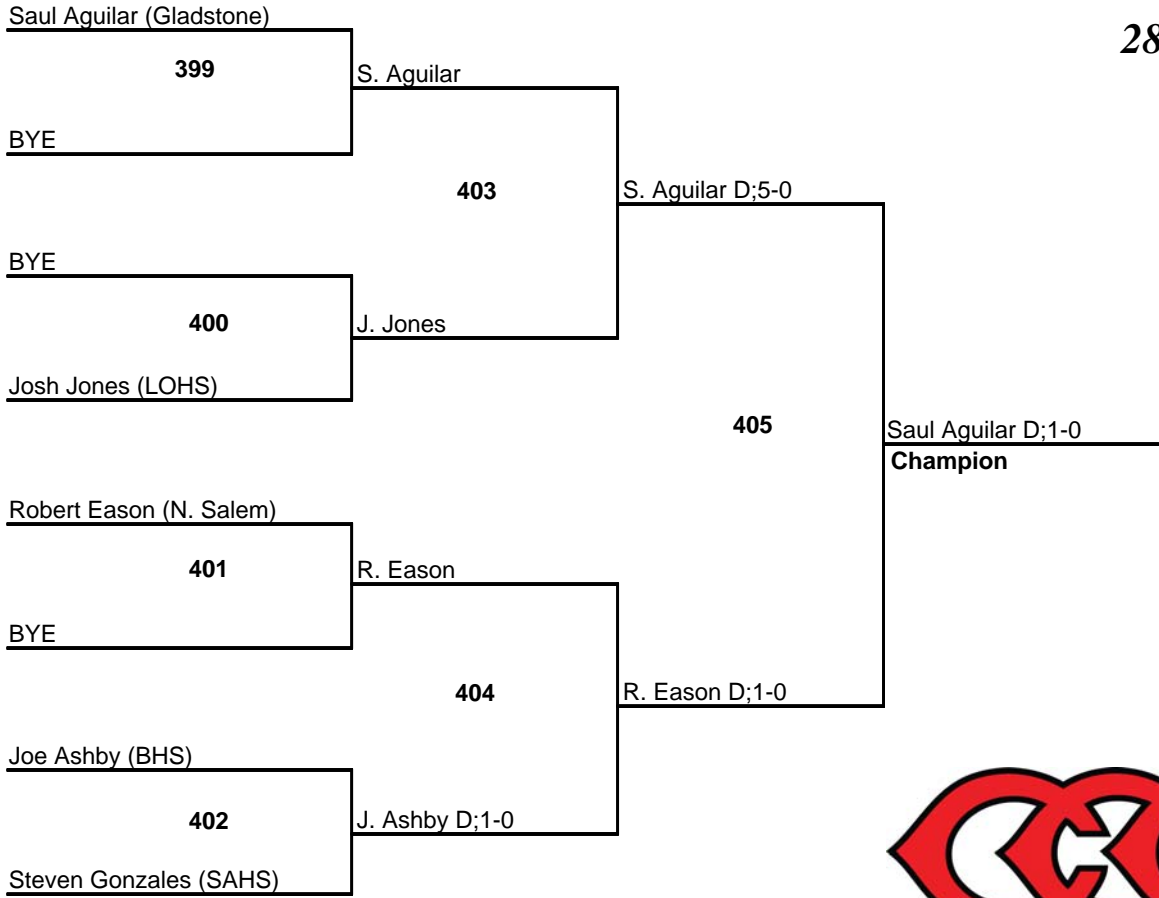 Saul Aguilar (Gladstone)
28
399
S. Aguilar
BYE
403
S. Aguilar D;5-0
BYE
400
J. Jones
Josh Jones (LOHS)
405
Saul Aguilar D;1-0
Champion
Robert Eason (N. Salem)
401
R. Eason
BYE
404
R. Eason D;1-0
Joe Ashby (BHS)
402
J. Ashby D;1-0
Steven Gonzales (SAHS)